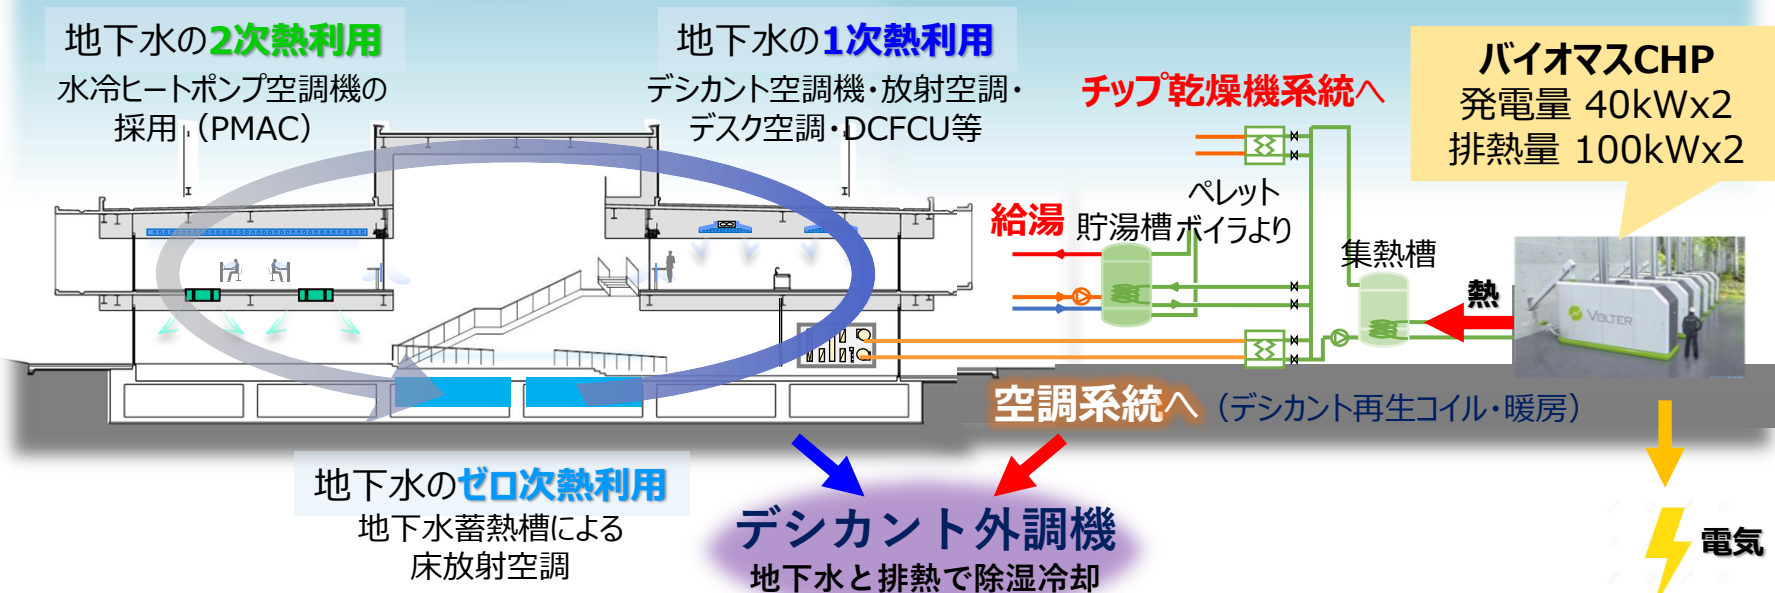 地下水の2次熱利用
水冷ヒートポンプ空調機の
採用（PMAC）
地下水の1次熱利用
デシカント空調機・放射空調・
デスク空調・DCFCU等
チップ乾燥機系統へ
バイオマスCHP
発電量 40kWx2
排熱量 100kWx2
給湯
貯湯槽
ペレット
ボイラより
集熱槽
熱
VOLTER
空調系統へ（デシカント再生コイル・暖房）
地下水のゼロ次熱利用
地下水蓄熱槽による
床放射空調
デシカント外調機
地下水と排熱で除湿冷却
電気